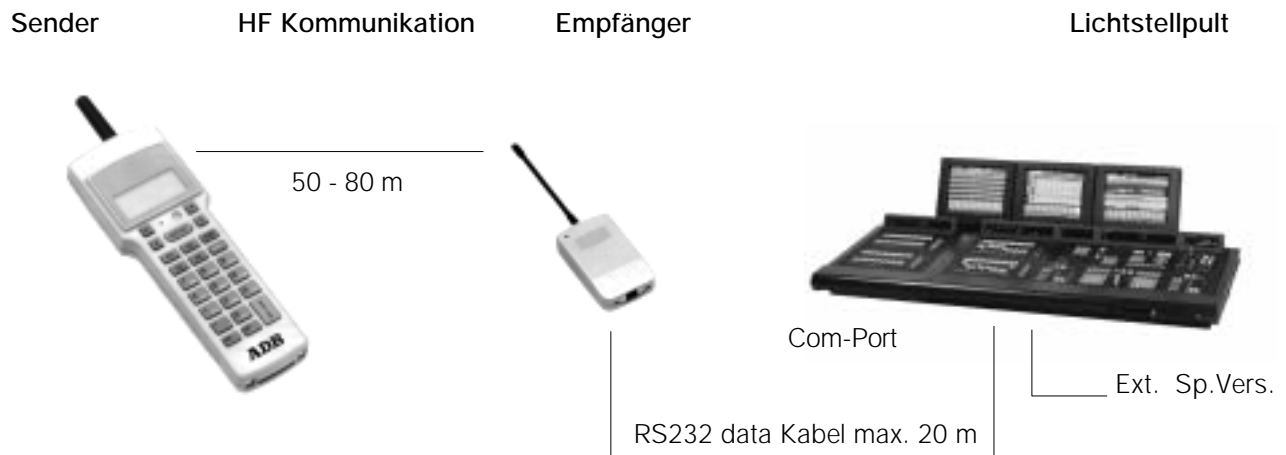 Sender HF Kommunikation Empfänger Lichtstellpult
50 - 80 m
ADB
Com-Port
Ext. Sp.Vers.
RS232 data Kabel max. 20 m